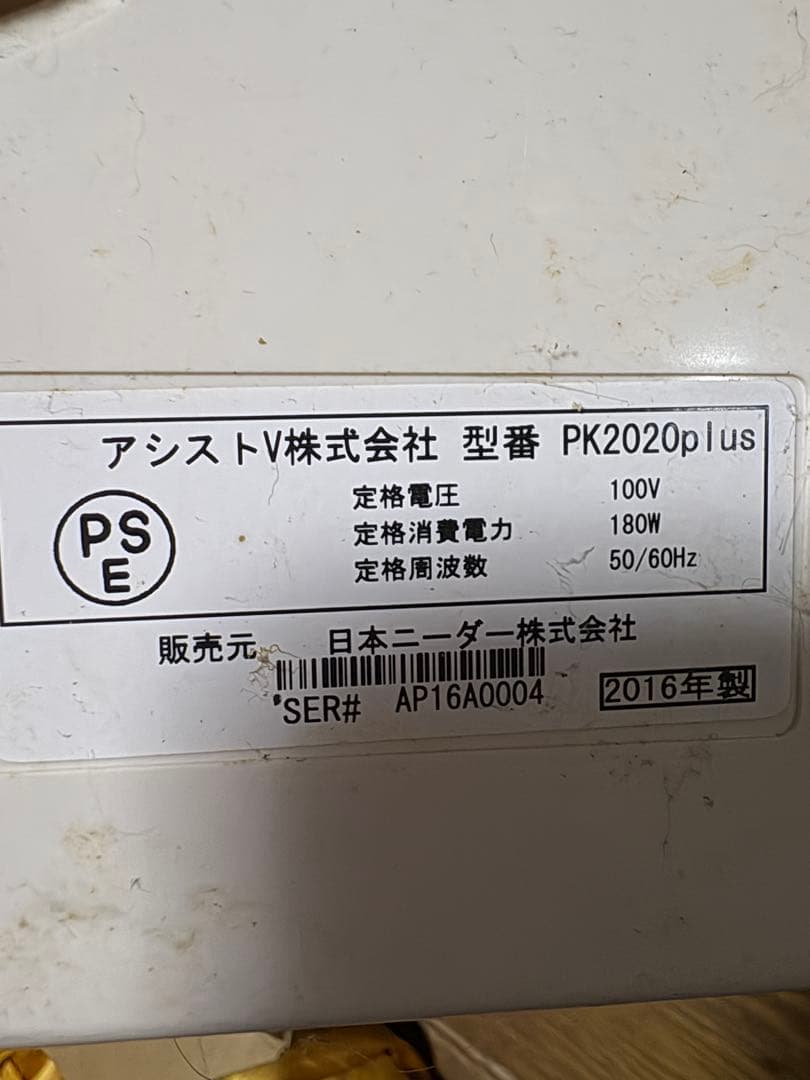 アシストV株式会社 型番 PK2020plus
PS
E
定格電圧 100V
定格消費電力 180W
定格周波数 50/60Hz
販売元 日本ニーダー株式会社
SER# AP16A0004
2016年製